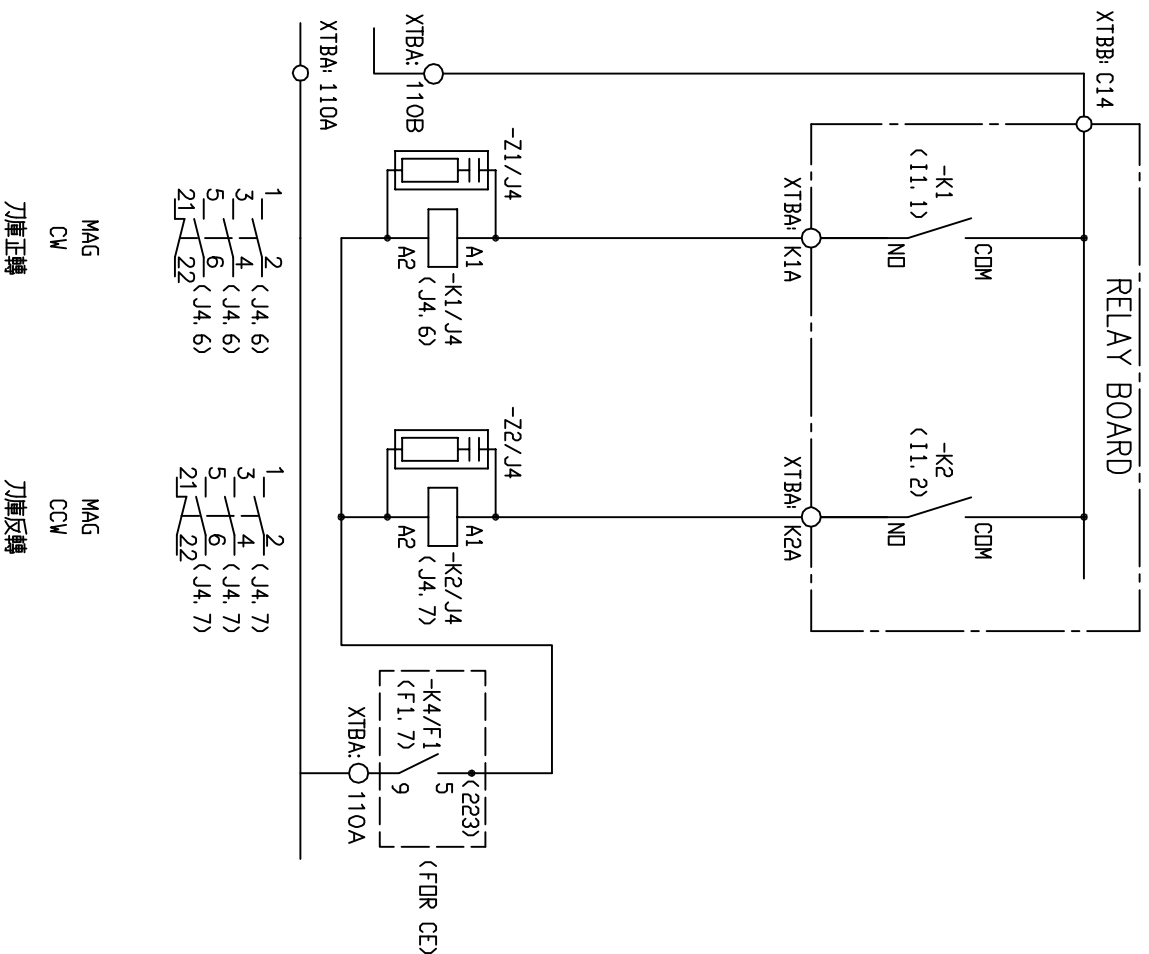 XTBB: C14
RELAY BOARD
-K1
(I1. 1)
COM
NO
XTBA: K1A
-K2
(I1. 2)
COM
NO
XTBA: K2A
XTBA: 110B
-Z1/J4
A1
A2
-K1/J4
(J4. 6)
-Z2/J4
A1
A2
-K2/J4
(J4. 7)
-K4/F1
(F1. 7)
(223)
5
9
XTBA: 110A
(FOR CE)
XTBA: 110A
1 2 (J4. 6)
3 4 (J4. 6)
5 6 (J4. 6)
21 22
1 2 (J4. 7)
3 4 (J4. 7)
5 6 (J4. 7)
21 22
MAG
CW
刀庫正轉
MAG
CCW
刀庫反轉